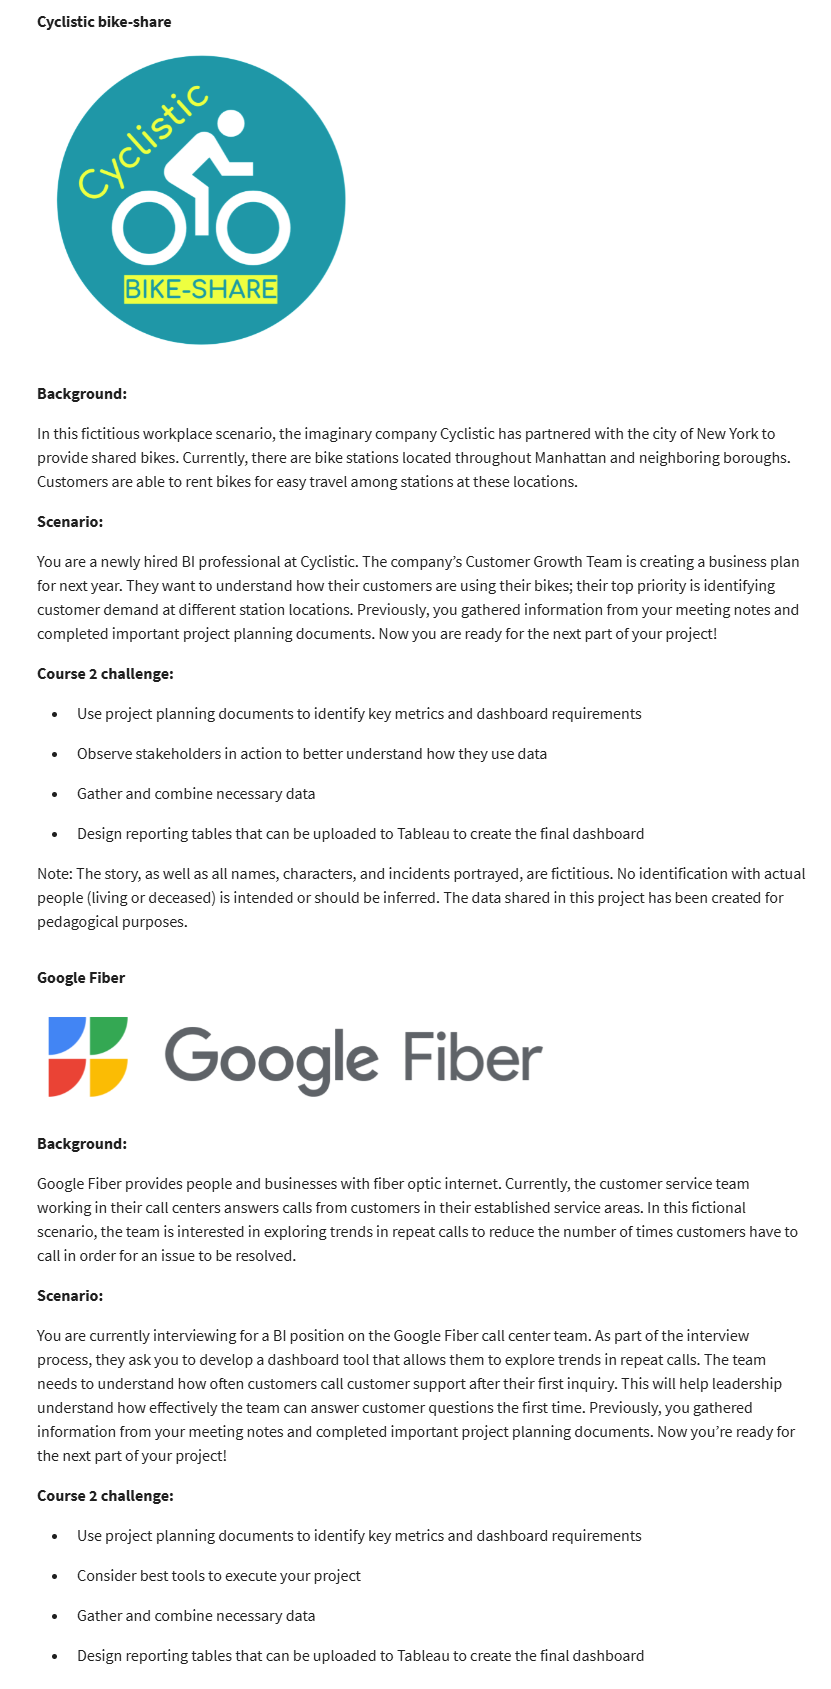 Cyclistic bike-share
Cyclistic
BIKE-SHARE
Background:
In this fictitious workplace scenario, the imaginary company Cyclistic has partnered with the city of New York to
provide shared bikes. Currently, there are bike stations located throughout Manhattan and neighboring boroughs.
Customers are able to rent bikes for easy travel among stations at these locations.
Scenario:
You are a newly hired BI professional at Cyclistic. The company’s Customer Growth Team is creating a business plan
for next year. They want to understand how their customers are using their bikes; their top priority is identifying
customer demand at different station locations. Previously, you gathered information from your meeting notes and
completed important project planning documents. Now you are ready for the next part of your project!
Course 2 challenge:
• Use project planning documents to identify key metrics and dashboard requirements
• Observe stakeholders in action to better understand how they use data
• Gather and combine necessary data
• Design reporting tables that can be uploaded to Tableau to create the final dashboard
Note: The story, as well as all names, characters, and incidents portrayed, are fictitious. No identification with actual
people (living or deceased) is intended or should be inferred. The data shared in this project has been created for
pedagogical purposes.
Google Fiber
Google Fiber
Background:
Google Fiber provides people and businesses with fiber optic internet. Currently, the customer service team
working in their call centers answers calls from customers in their established service areas. In this fictional
scenario, the team is interested in exploring trends in repeat calls to reduce the number of times customers have to
call in order for an issue to be resolved.
Scenario:
You are currently interviewing for a BI position on the Google Fiber call center team. As part of the interview
process, they ask you to develop a dashboard tool that allows them to explore trends in repeat calls. The team
needs to understand how often customers call customer support after their first inquiry. This will help leadership
understand how effectively the team can answer customer questions the first time. Previously, you gathered
information from your meeting notes and completed important project planning documents. Now you’re ready for
the next part of your project!
Course 2 challenge:
• Use project planning documents to identify key metrics and dashboard requirements
• Consider best tools to execute your project
• Gather and combine necessary data
• Design reporting tables that can be uploaded to Tableau to create the final dashboard